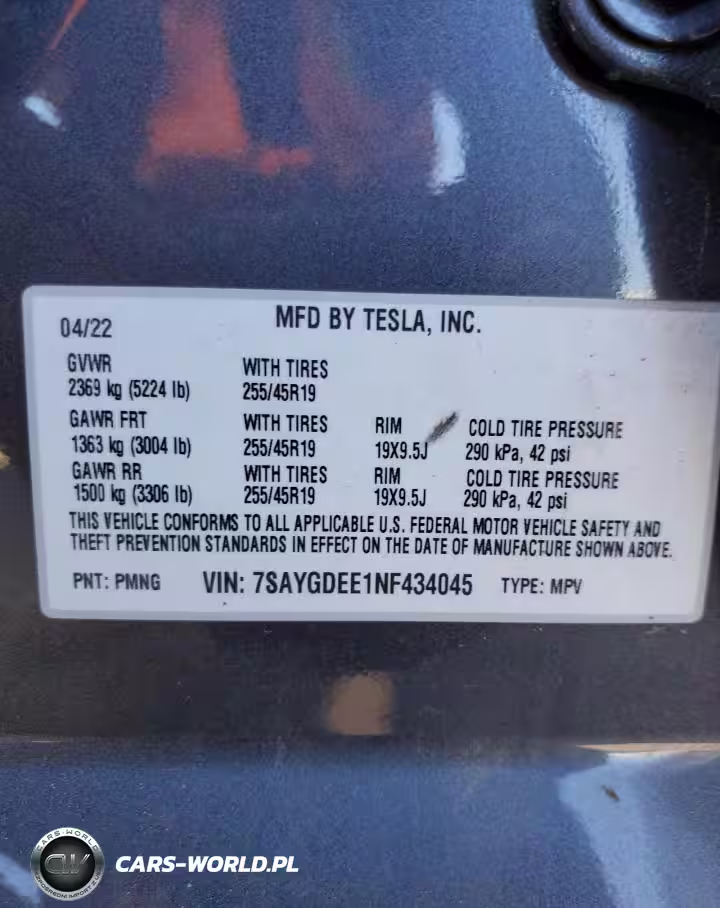 04/22 MFD BY TESLA, INC.
GVWR WITH TIRES
2369 kg (5224 lb) 255/45R19
GAWR FRT WITH TIRES RIM COLD TIRE PRESSURE
1363 kg (3004 lb) 255/45R19 19X9.5J 290 kPa, 42 psi
GAWR RR WITH TIRES RIM COLD TIRE PRESSURE
1500 kg (3306 lb) 255/45R19 19X9.5J 290 kPa, 42 psi
THIS VEHICLE CONFORMS TO ALL APPLICABLE U.S. FEDERAL MOTOR VEHICLE SAFETY AND
THEFT PREVENTION STANDARDS IN EFFECT ON THE DATE OF MANUFACTURE SHOWN ABOVE.
PNT: PMNG VIN: 7SAYGDEE1NF434045 TYPE: MPV
CARS-WORLD
CW
CARS-WORLD.PL